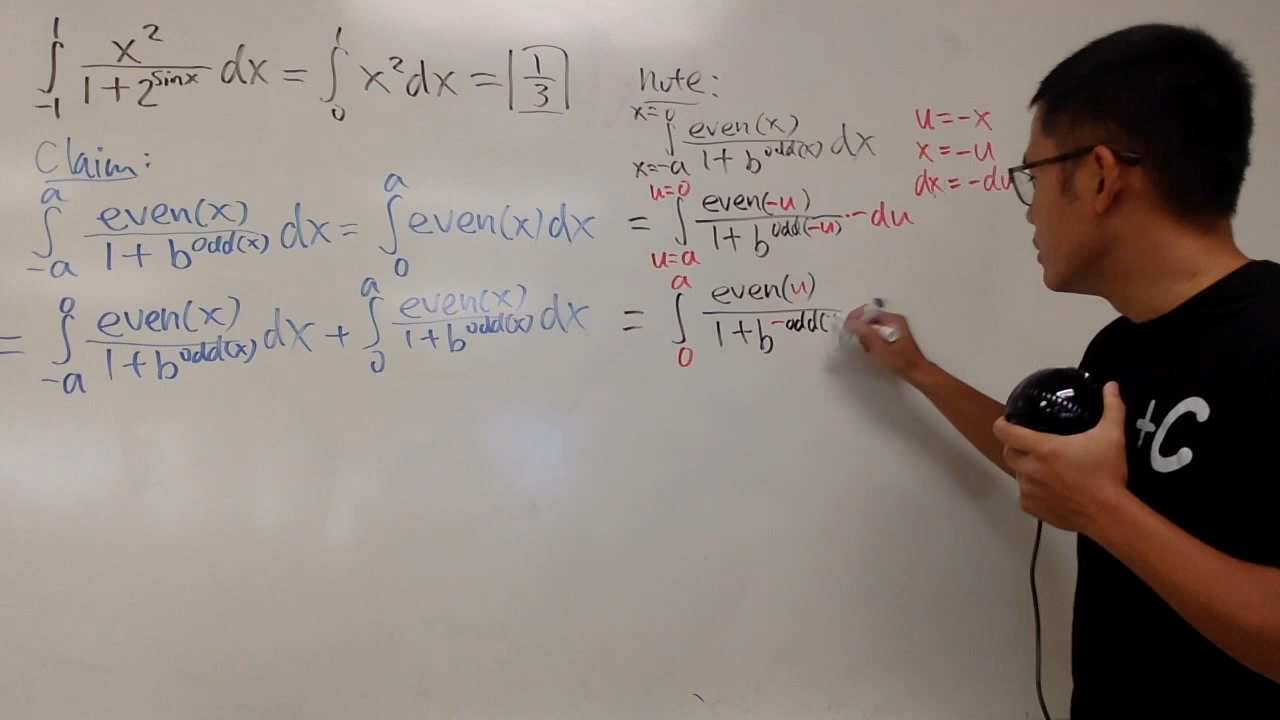 ∫_{-1}^{1} x²/(1+2^{sinx}) dx = ∫_{0}^{1} x²dx = 1/3
Claim:
∫_{-a}^{a} even(x)/(1+b^{odd(x)}) dx = ∫_{0}^{a} even(x)dx
= ∫_{-a}^{0} even(x)/(1+b^{odd(x)}) dx + ∫_{0}^{a} even(x)/(1+b^{odd(x)}) dx
note:
∫_{x=-a}^{x=0} even(x)/(1+b^{odd(x)}) dx
u=-x
x=-u
dx=-du
= ∫_{u=a}^{u=0} even(-u)/(1+b^{odd(-u)}) · -du
= ∫_{0}^{a} even(u)/(1+b^{-odd(
+C